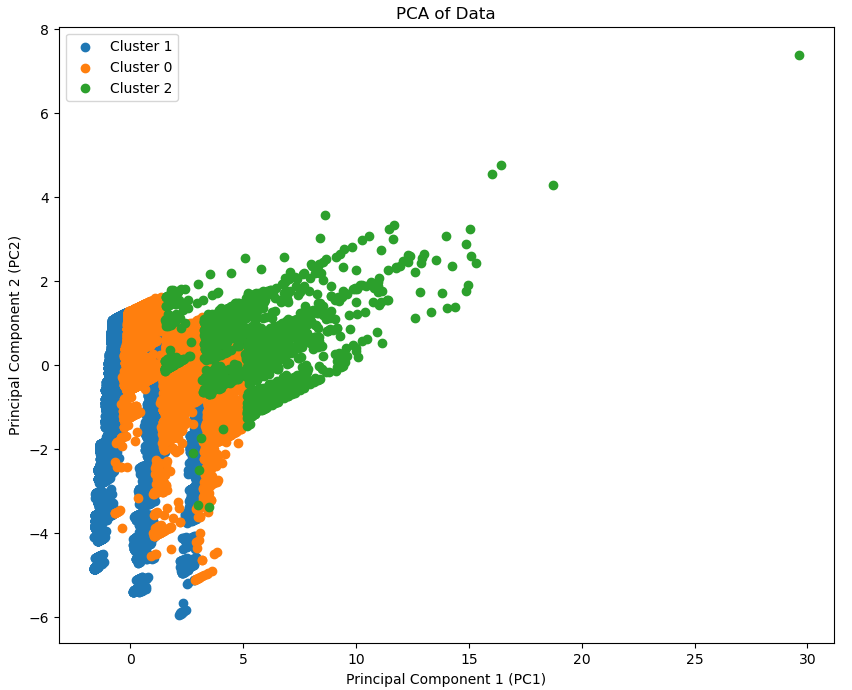 PCA of Data
Cluster 1
Cluster 0
Cluster 2
8
6
4
2
0
−2
−4
−6
Principal Component 2 (PC2)
0 5 10 15 20 25 30
Principal Component 1 (PC1)